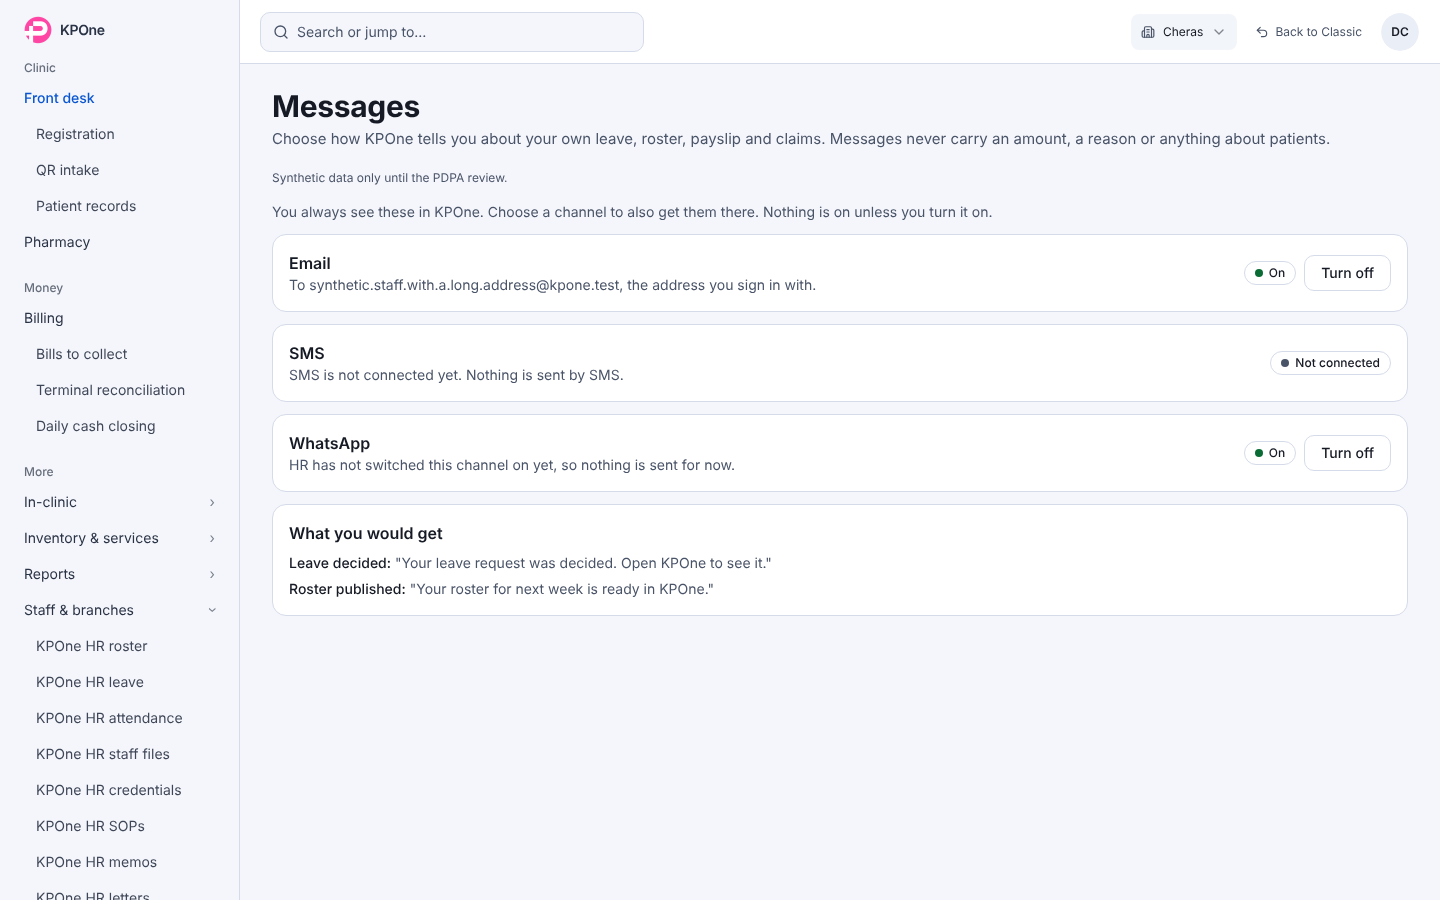 KPOne
Clinic
Front desk
Registration
QR intake
Patient records
Pharmacy
Money
Billing
Bills to collect
Terminal reconciliation
Daily cash closing
More
In-clinic
Inventory & services
Reports
Staff & branches
KPOne HR roster
KPOne HR leave
KPOne HR attendance
KPOne HR staff files
KPOne HR credentials
KPOne HR SOPs
KPOne HR memos
KPOne HR letters
Search or jump to...
Cheras
Back to Classic
DC
Messages
Choose how KPOne tells you about your own leave, roster, payslip and claims. Messages never carry an amount, a reason or anything about patients.
Synthetic data only until the PDPA review.
You always see these in KPOne. Choose a channel to also get them there. Nothing is on unless you turn it on.
Email
To synthetic.staff.with.a.long.address@kpone.test, the address you sign in with.
On
Turn off
SMS
SMS is not connected yet. Nothing is sent by SMS.
Not connected
WhatsApp
HR has not switched this channel on yet, so nothing is sent for now.
On
Turn off
What you would get
Leave decided: "Your leave request was decided. Open KPOne to see it."
Roster published: "Your roster for next week is ready in KPOne."